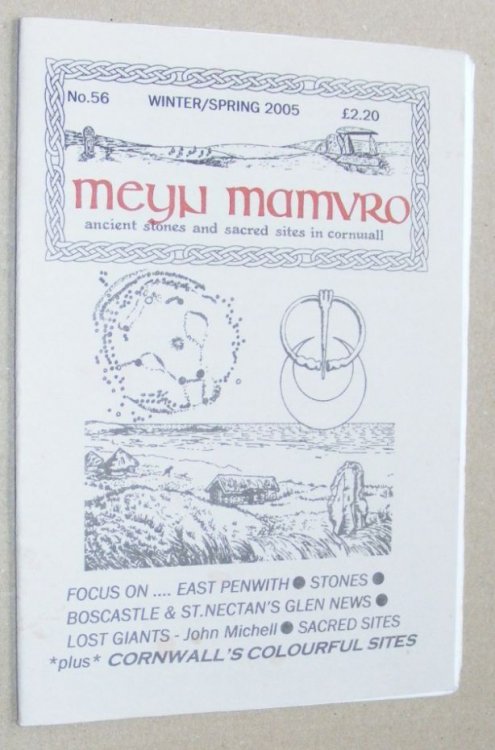 No.56 WINTER/SPRING 2005 £2.20
meyn mamvro
ancient stones and sacred sites in cornwall
FOCUS ON .... EAST PENWITH ● STONES ●
BOSCASTLE & ST.NECTAN'S GLEN NEWS ●
LOST GIANTS - John Michell ● SACRED SITES
*plus* CORNWALL'S COLOURFUL SITES